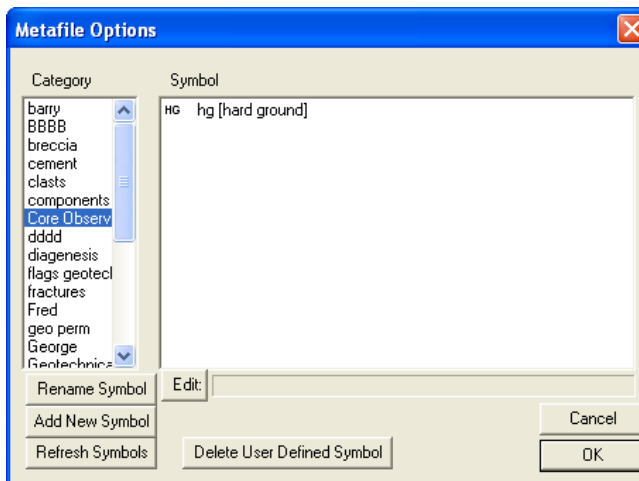 Metafile Options
Category
Symbol
barry
BBBB
breccia
cement
clasts
components
Core Observ
dddd
diagenesis
flags geotecl
fractures
Fred
geo perm
George
Geotechnica
HG hg [hard ground]
Edit:
Rename Symbol
Add New Symbol
Refresh Symbols
Delete User Defined Symbol
Cancel
OK